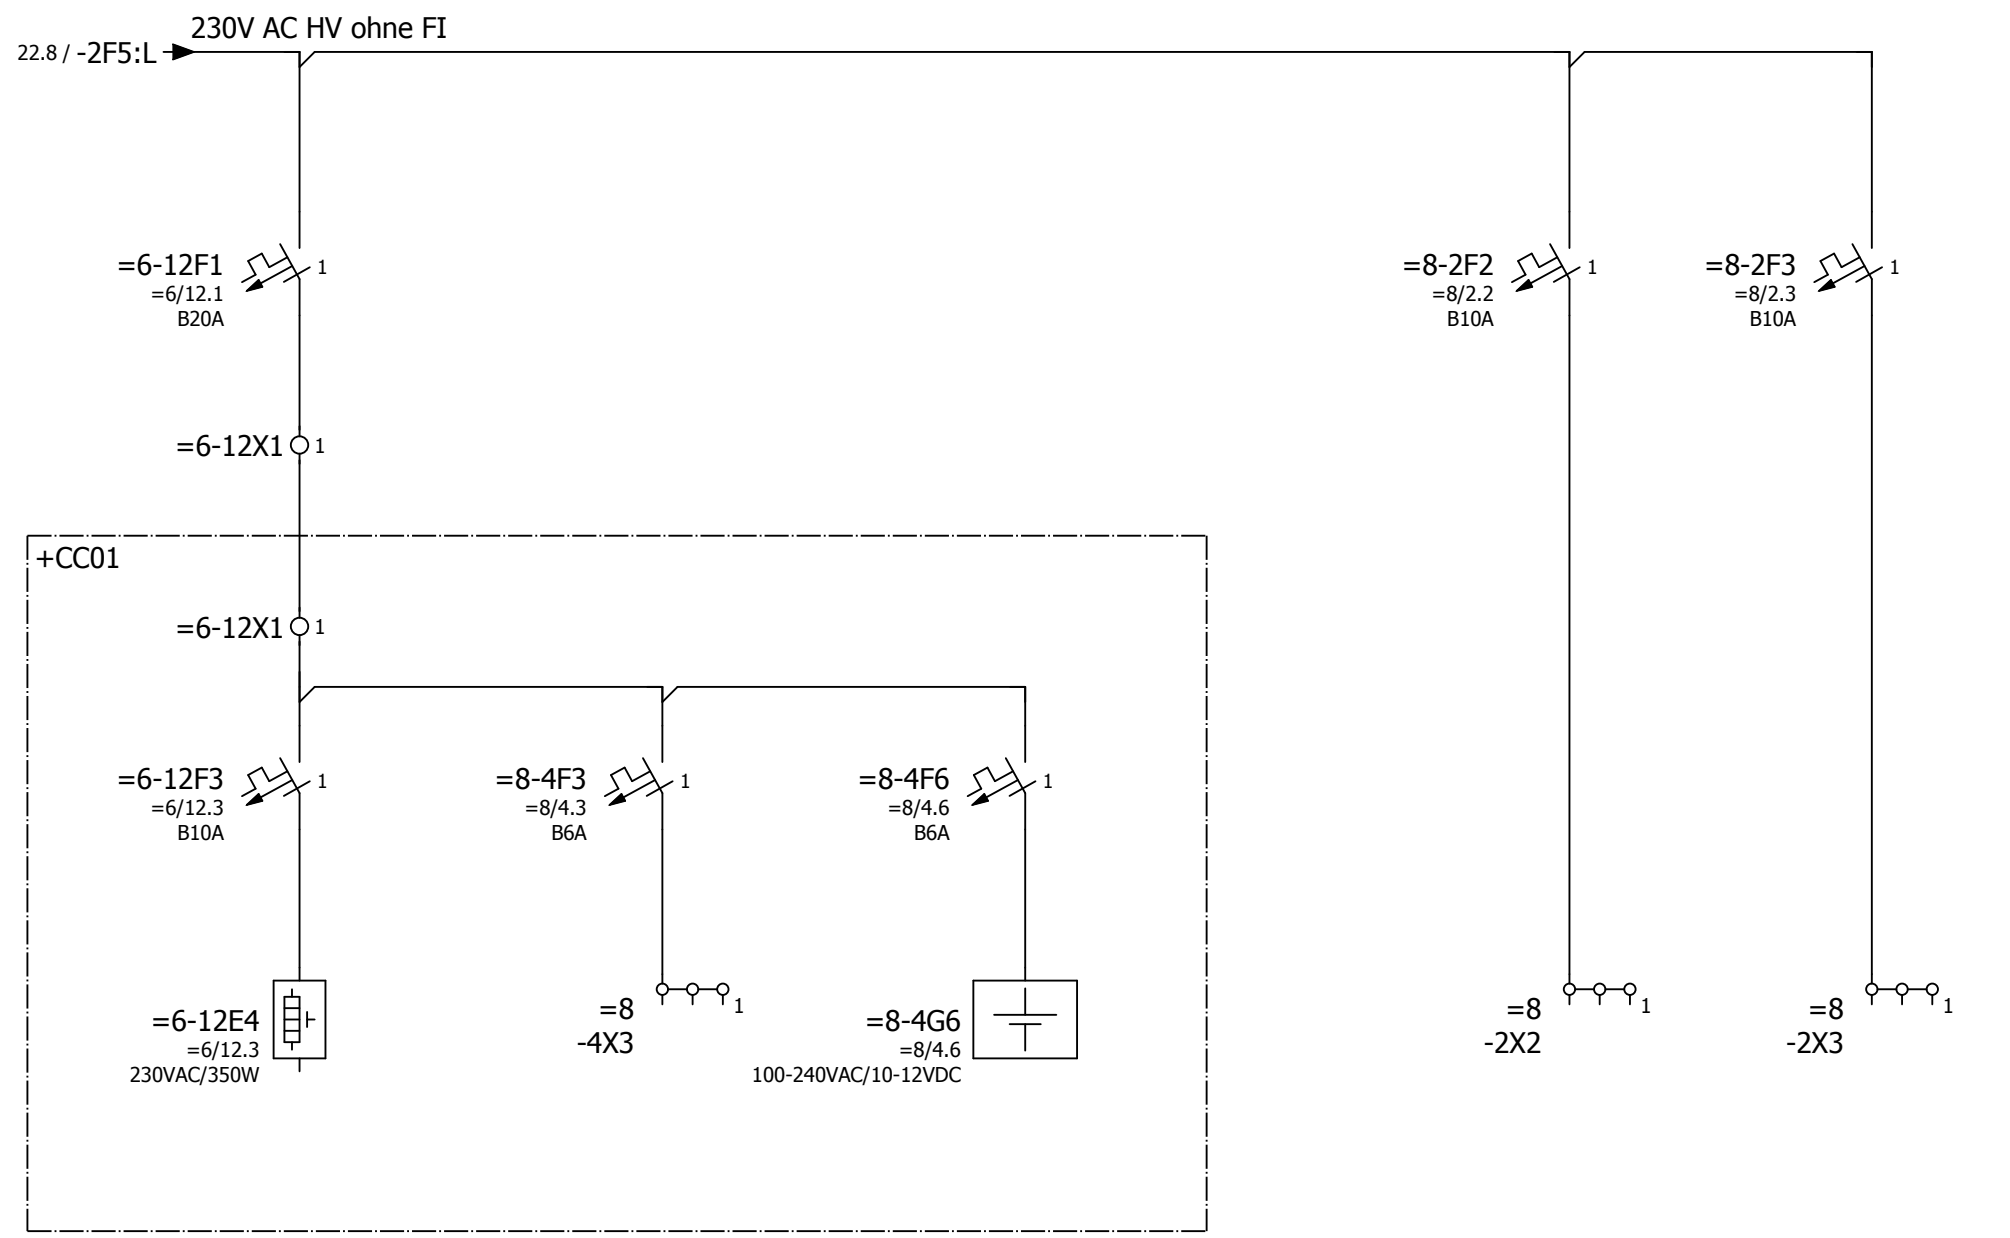 230V AC HV ohne FI
22.8 / -2F5:L
=6-12F1
=6/12.1
B20A
1
=8-2F2
=8/2.2
B10A
1
=8-2F3
=8/2.3
B10A
1
=6-12X1
1
+CC01
=6-12X1
1
=6-12F3
=6/12.3
B10A
1
=8-4F3
=8/4.3
B6A
1
=8-4F6
=8/4.6
B6A
1
=6-12E4
=6/12.3
230VAC/350W
=8
-4X3
1
=8-4G6
=8/4.6
100-240VAC/10-12VDC
=8
-2X2
1
=8
-2X3
1